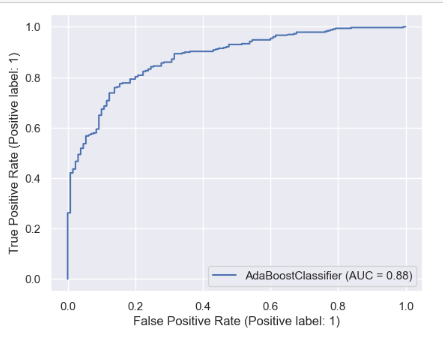 1.0
0.8
0.6
0.4
0.2
0.0
True Positive Rate (Positive label: 1)
AdaBoostClassifier (AUC = 0.88)
0.0 0.2 0.4 0.6 0.8 1.0
False Positive Rate (Positive label: 1)